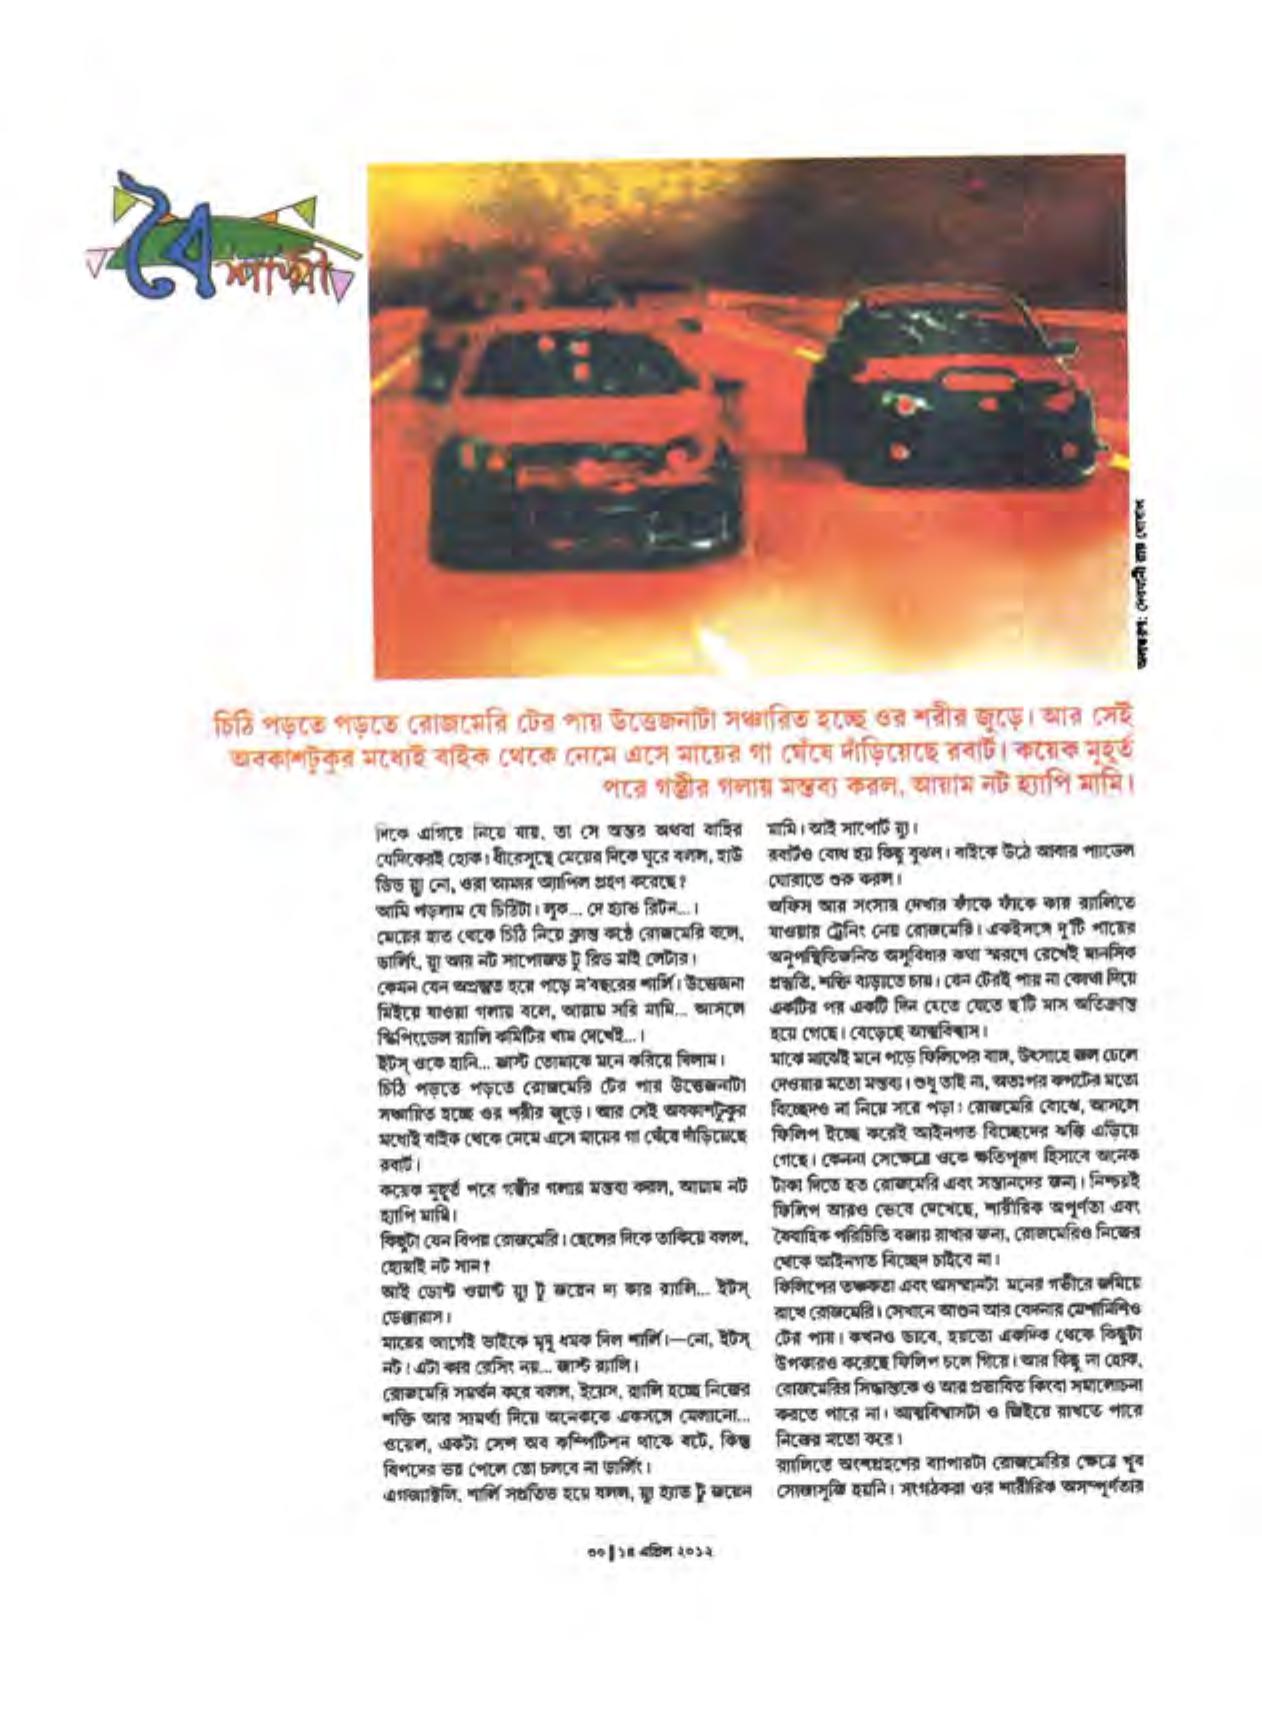 বৈশাখী
অলঙ্করণ: দেবযানী রায় ঘোষাল
চিঠি পড়তে পড়তে রোজমেরি টের পায় উত্তেজনাটা সঞ্চারিত হচ্ছে ওর শরীর জুড়ে। আর সেই
অবকাশটুকুর মধ্যেই বাইক থেকে নেমে এসে মায়ের গা ঘেঁষে দাঁড়িয়েছে রবার্ট। কয়েক মুহূর্ত
পরে গম্ভীর গলায় মন্তব্য করল, আয়াম নট হ্যাপি মামি।
দিকে এগিয়ে নিয়ে যায়, তা সে অন্তর অথবা বাহির
যেদিকেরই হোক। ধীরেসুস্থে মেয়ের দিকে ঘুরে বলল, হাউ
ডিড য়্যু নো, ওরা আমার অ্যাপিল গ্রহণ করেছে?
আমি পড়লাম যে চিঠিটা। লুক... দে হ্যাভ রিটন...।
মেয়ের হাত থেকে চিঠি নিয়ে ক্লান্ত কণ্ঠে রোজমেরি বলে,
ডার্লিং, য়্যু আর নট সাপোজড টু রিড মাই লেটার।
কেমন যেন অপ্রস্তুত হয়ে পড়ে ন'বছরের শার্লি। উত্তেজনা
মিইয়ে যাওয়া গলায় বলে, আয়াম সরি মামি... আসলে
স্প্রিংডেল র‍্যালি কমিটির খাম দেখেই...।
ইটস্ ওকে হানি... জাস্ট তোমাকে মনে করিয়ে দিলাম।
চিঠি পড়তে পড়তে রোজমেরি টের পায় উত্তেজনাটা
সঞ্চারিত হচ্ছে ওর শরীর জুড়ে। আর সেই অবকাশটুকুর
মধ্যেই বাইক থেকে নেমে এসে মায়ের গা ঘেঁষে দাঁড়িয়েছে
রবার্ট।
কয়েক মুহূর্ত পরে গম্ভীর গলায় মন্তব্য করল, আয়াম নট
হ্যাপি মামি।
কিছুটা যেন বিপন্ন রোজমেরি। ছেলের দিকে তাকিয়ে বলল,
হোয়াই নট সান?
আই ডোন্ট ওয়ান্ট য়্যু টু জয়েন দ্য কার র‍্যালি... ইটস্
ডেঞ্জারাস।
মায়ের আগেই ভাইকে মৃদু ধমক দিল শার্লি।—নো, ইটস্
নট। এটা কার রেসিং নয়... জাস্ট র‍্যালি।
রোজমেরি সমর্থন করে বলল, ইয়েস, র‍্যালি হচ্ছে নিজের
শক্তি আর সামর্থ্য দিয়ে অনেককে একসঙ্গে মেলানো...
ওয়েল, একটা সেন্স অব কম্পিটিশন থাকে বটে, কিন্তু
বিপদের ভয় পেলে তো চলবে না ডার্লিং।
এগজ্যাক্টলি, শার্লি সপ্রতিভ হয়ে বলল, য়্যু হ্যাভ টু জয়েন
মামি। আই সাপোর্ট য়্যু।
রবার্টও বোধ হয় কিছু বুঝল। বাইকে উঠে আবার প্যাডেল
ঘোরাতে শুরু করল।
অফিস আর সংসার দেখার ফাঁকে ফাঁকে কার র‍্যালিতে
যাওয়ার ট্রেনিং নেয় রোজমেরি। একইসঙ্গে দু'টি পায়ের
অনুপস্থিতিজনিত অসুবিধার কথা স্মরণে রেখেই মানসিক
প্রস্তুতি, শক্তি বাড়াতে চায়। যেন টেরই পায় না কোথা দিয়ে
একটির পর একটি দিন যেতে যেতে ছ'টি মাস অতিক্রান্ত
হয়ে গেছে। বেড়েছে আত্মবিশ্বাস।
মাঝে মাঝেই মনে পড়ে ফিলিপের ব্যঙ্গ, উৎসাহে জল ঢেলে
দেওয়ার মতো মন্তব্য। শুধু তাই না, অতঃপর কপটের মতো
বিচ্ছেদও না নিয়ে সরে পড়া। রোজমেরি বোঝে, আসলে
ফিলিপ ইচ্ছে করেই আইনগত বিচ্ছেদের ঝক্কি এড়িয়ে
গেছে। কেননা সেক্ষেত্রে ওকে ক্ষতিপূরণ হিসাবে অনেক
টাকা দিতে হত রোজমেরি এবং সন্তানদের জন্য। নিশ্চয়ই
ফিলিপ আরও ভেবে দেখেছে, শারীরিক অপূর্ণতা এবং
বৈবাহিক পরিচিতি বজায় রাখার জন্য, রোজমেরিও নিজের
থেকে আইনগত বিচ্ছেদ চাইবে না।
ফিলিপের তঞ্চকতা এবং অসম্মানটা মনের গভীরে জমিয়ে
রাখে রোজমেরি। সেখানে আগুন আর বেদনার মেশামিশিও
টের পায়। কখনও ভাবে, হয়তো একদিক থেকে কিছুটা
উপকারও করেছে ফিলিপ চলে গিয়ে। আর কিছু না হোক,
রোজমেরির সিদ্ধান্তকে ও আর প্রভাবিত কিংবা সমালোচনা
করতে পারে না। আত্মবিশ্বাসটা ও জিইয়ে রাখতে পারে
নিজের মতো করে।
র‍্যালিতে অংশগ্রহণের ব্যাপারটা রোজমেরির ক্ষেত্রে খুব
সোজাসুজি হয়নি। সংগঠকরা ওর শারীরিক অসম্পূর্ণতার
৩০ | ১৪ এপ্রিল ২০১২